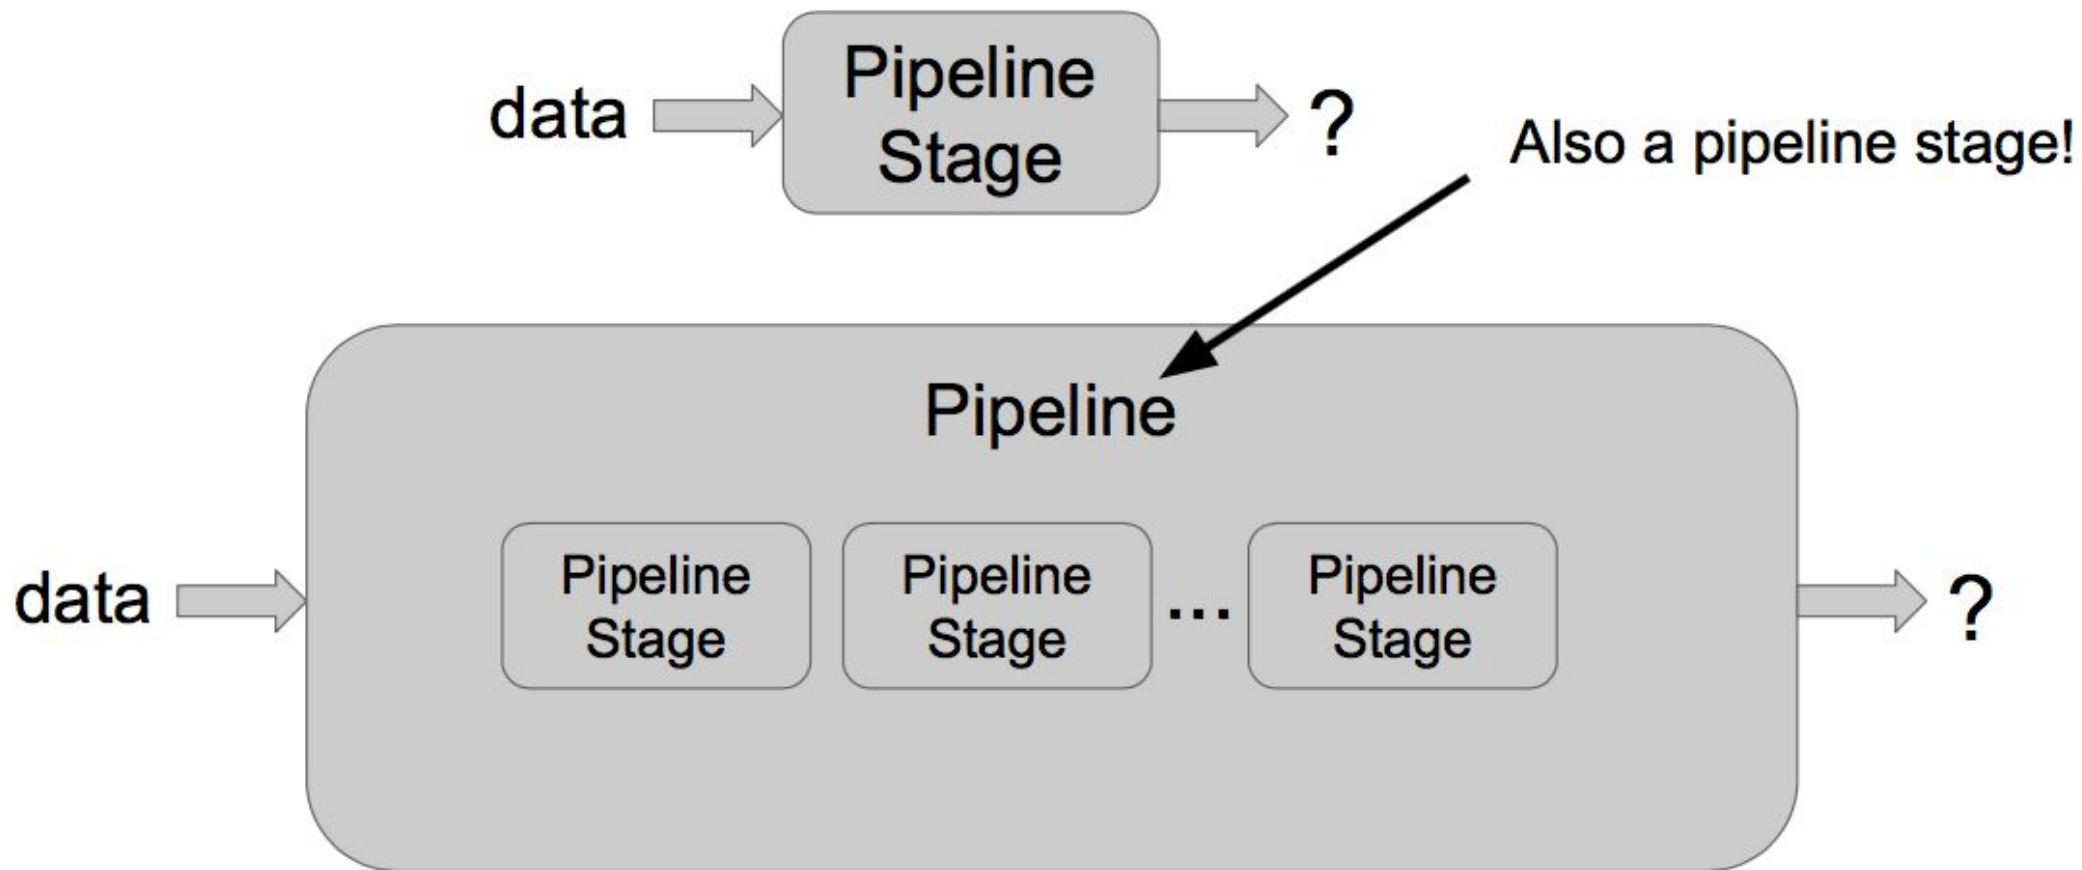 Pipeline
Stage
data
?
Also a pipeline stage!
Pipeline
data
Pipeline
Stage
Pipeline
Stage
...
Pipeline
Stage
?